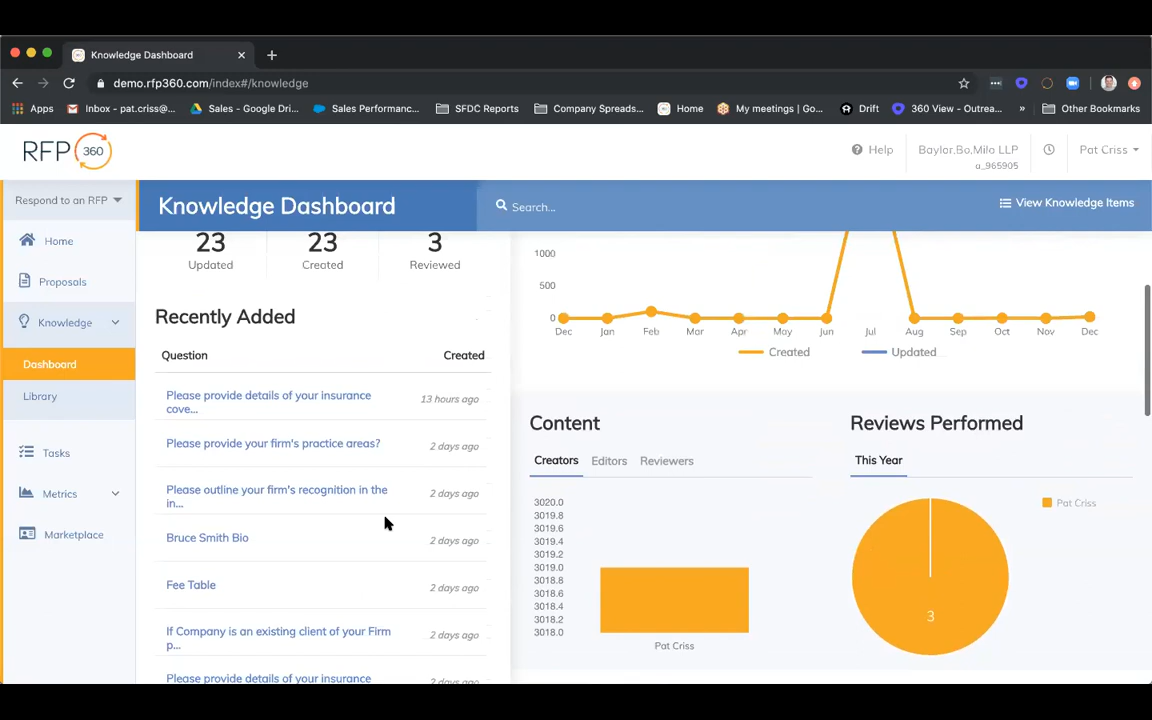 Knowledge Dashboard
demo.rfp360.com/index#/knowledge
Apps
Inbox - pat.criss@...
Sales - Google Dri...
Sales Performanc...
SFDC Reports
Company Spreads...
Home
My meetings | Go...
Drift
360 View - Outrea...
»
Other Bookmarks
RFP 360
Help
Baylor,Bo,Milo LLP
a_965905
Pat Criss
Respond to an RFP
Knowledge Dashboard
Search...
View Knowledge Items
Home
Proposals
Knowledge
Dashboard
Library
Tasks
Metrics
Marketplace
23
Updated
23
Created
3
Reviewed
Recently Added
Question Created
Please provide details of your insurance
cove...
13 hours ago
Please provide your firm's practice areas? 2 days ago
Please outline your firm's recognition in the
in...
2 days ago
Bruce Smith Bio 2 days ago
Fee Table 2 days ago
If Company is an existing client of your Firm
p...
2 days ago
Please provide details of your insurance 2 days ago
1000
500
0
Dec Jan Feb Mar Apr May Jun Jul Aug Sep Oct Nov Dec
Created Updated
Content
Creators Editors Reviewers
3020.0
3019.8
3019.6
3019.4
3019.2
3019.0
3018.8
3018.6
3018.4
3018.2
3018.0
Pat Criss
Reviews Performed
This Year
Pat Criss
3